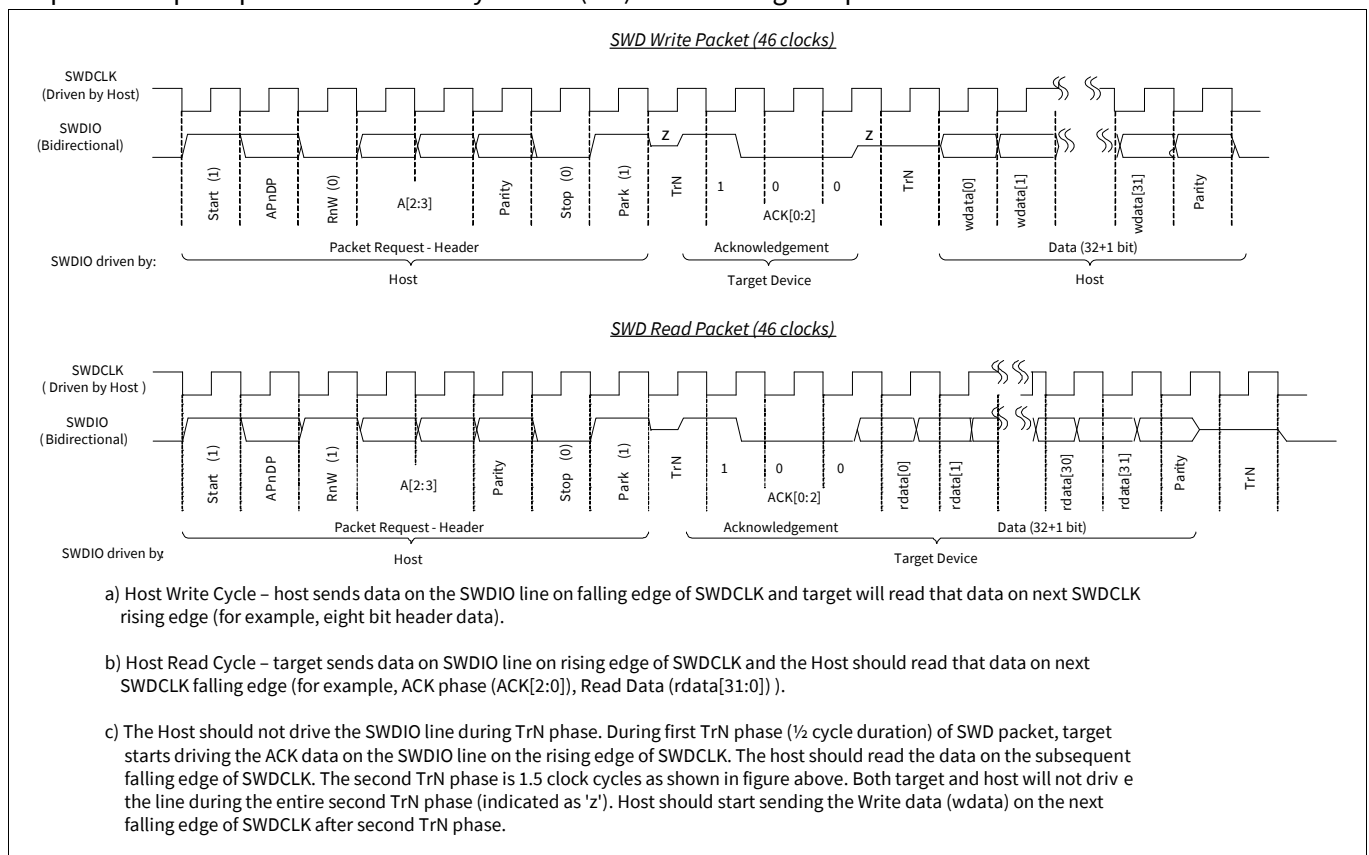 SWD Write Packet (46 clocks)
SWDCLK
(Driven by Host)
SWDIO
(Bidirectional)
z
z
Start (1)
APnDP
RnW (0)
A[2:3]
Parity
Stop (0)
Park (1)
TrN
1
0
0
ACK[0:2]
TrN
wdata[0]
wdata[1]
wdata[31]
Parity
SWDIO driven by:
Packet Request - Header
Host
Acknowledgement
Target Device
Data (32+1 bit)
Host
SWD Read Packet (46 clocks)
SWDCLK
( Driven by Host )
SWDIO
(Bidirectional)
Start (1)
APnDP
RnW (1)
A[2:3]
Parity
Stop (0)
Park (1)
TrN
1
0
0
ACK[0:2]
rdata[0]
rdata[1]
rdata[30]
rdata[31]
Parity
TrN
SWDIO driven by:
Packet Request - Header
Host
Acknowledgement
Data (32+1 bit)
Target Device
a) Host Write Cycle – host sends data on the SWDIO line on falling edge of SWDCLK and target will read that data on next SWDCLK
rising edge (for example, eight bit header data).
b) Host Read Cycle – target sends data on SWDIO line on rising edge of SWDCLK and the Host should read that data on next
SWDCLK falling edge (for example, ACK phase (ACK[2:0]), Read Data (rdata[31:0]) ).
c) The Host should not drive the SWDIO line during TrN phase. During first TrN phase (½ cycle duration) of SWD packet, target
starts driving the ACK data on the SWDIO line on the rising edge of SWDCLK. The host should read the data on the subsequent
falling edge of SWDCLK. The second TrN phase is 1.5 clock cycles as shown in figure above. Both target and host will not driv e
the line during the entire second TrN phase (indicated as 'z'). Host should start sending the Write data (wdata) on the next
falling edge of SWDCLK after second TrN phase.